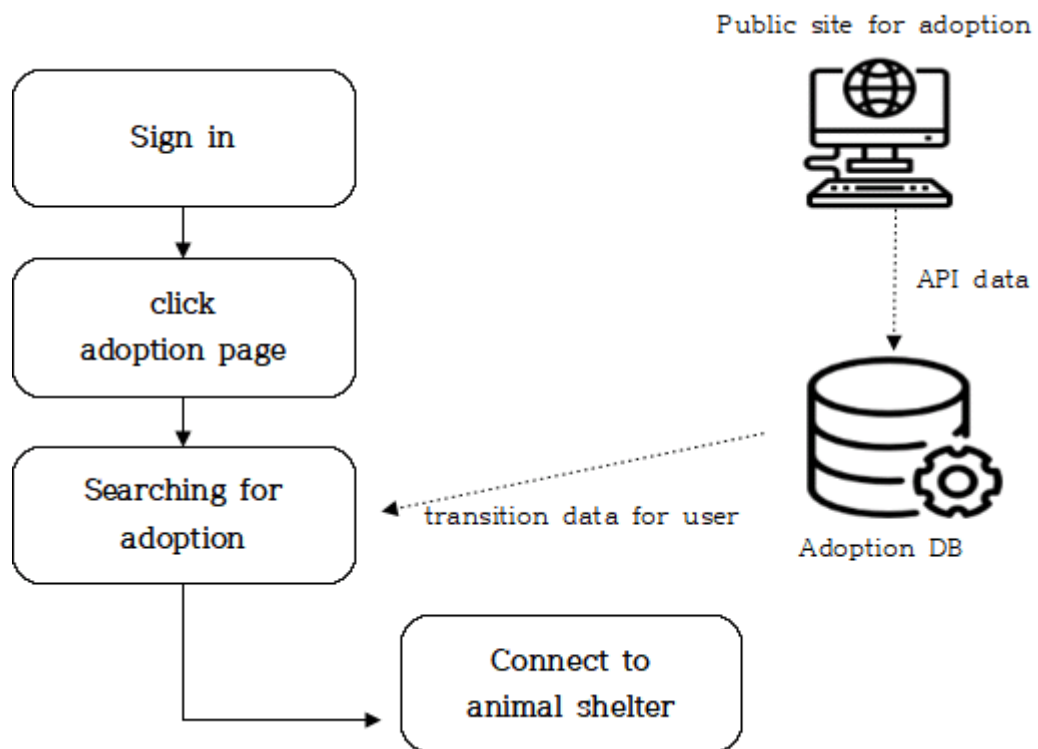 Public site for adoption
Sign in
click
adoption page
API data
Searching for
adoption
transition data for user
Adoption DB
Connect to
animal shelter